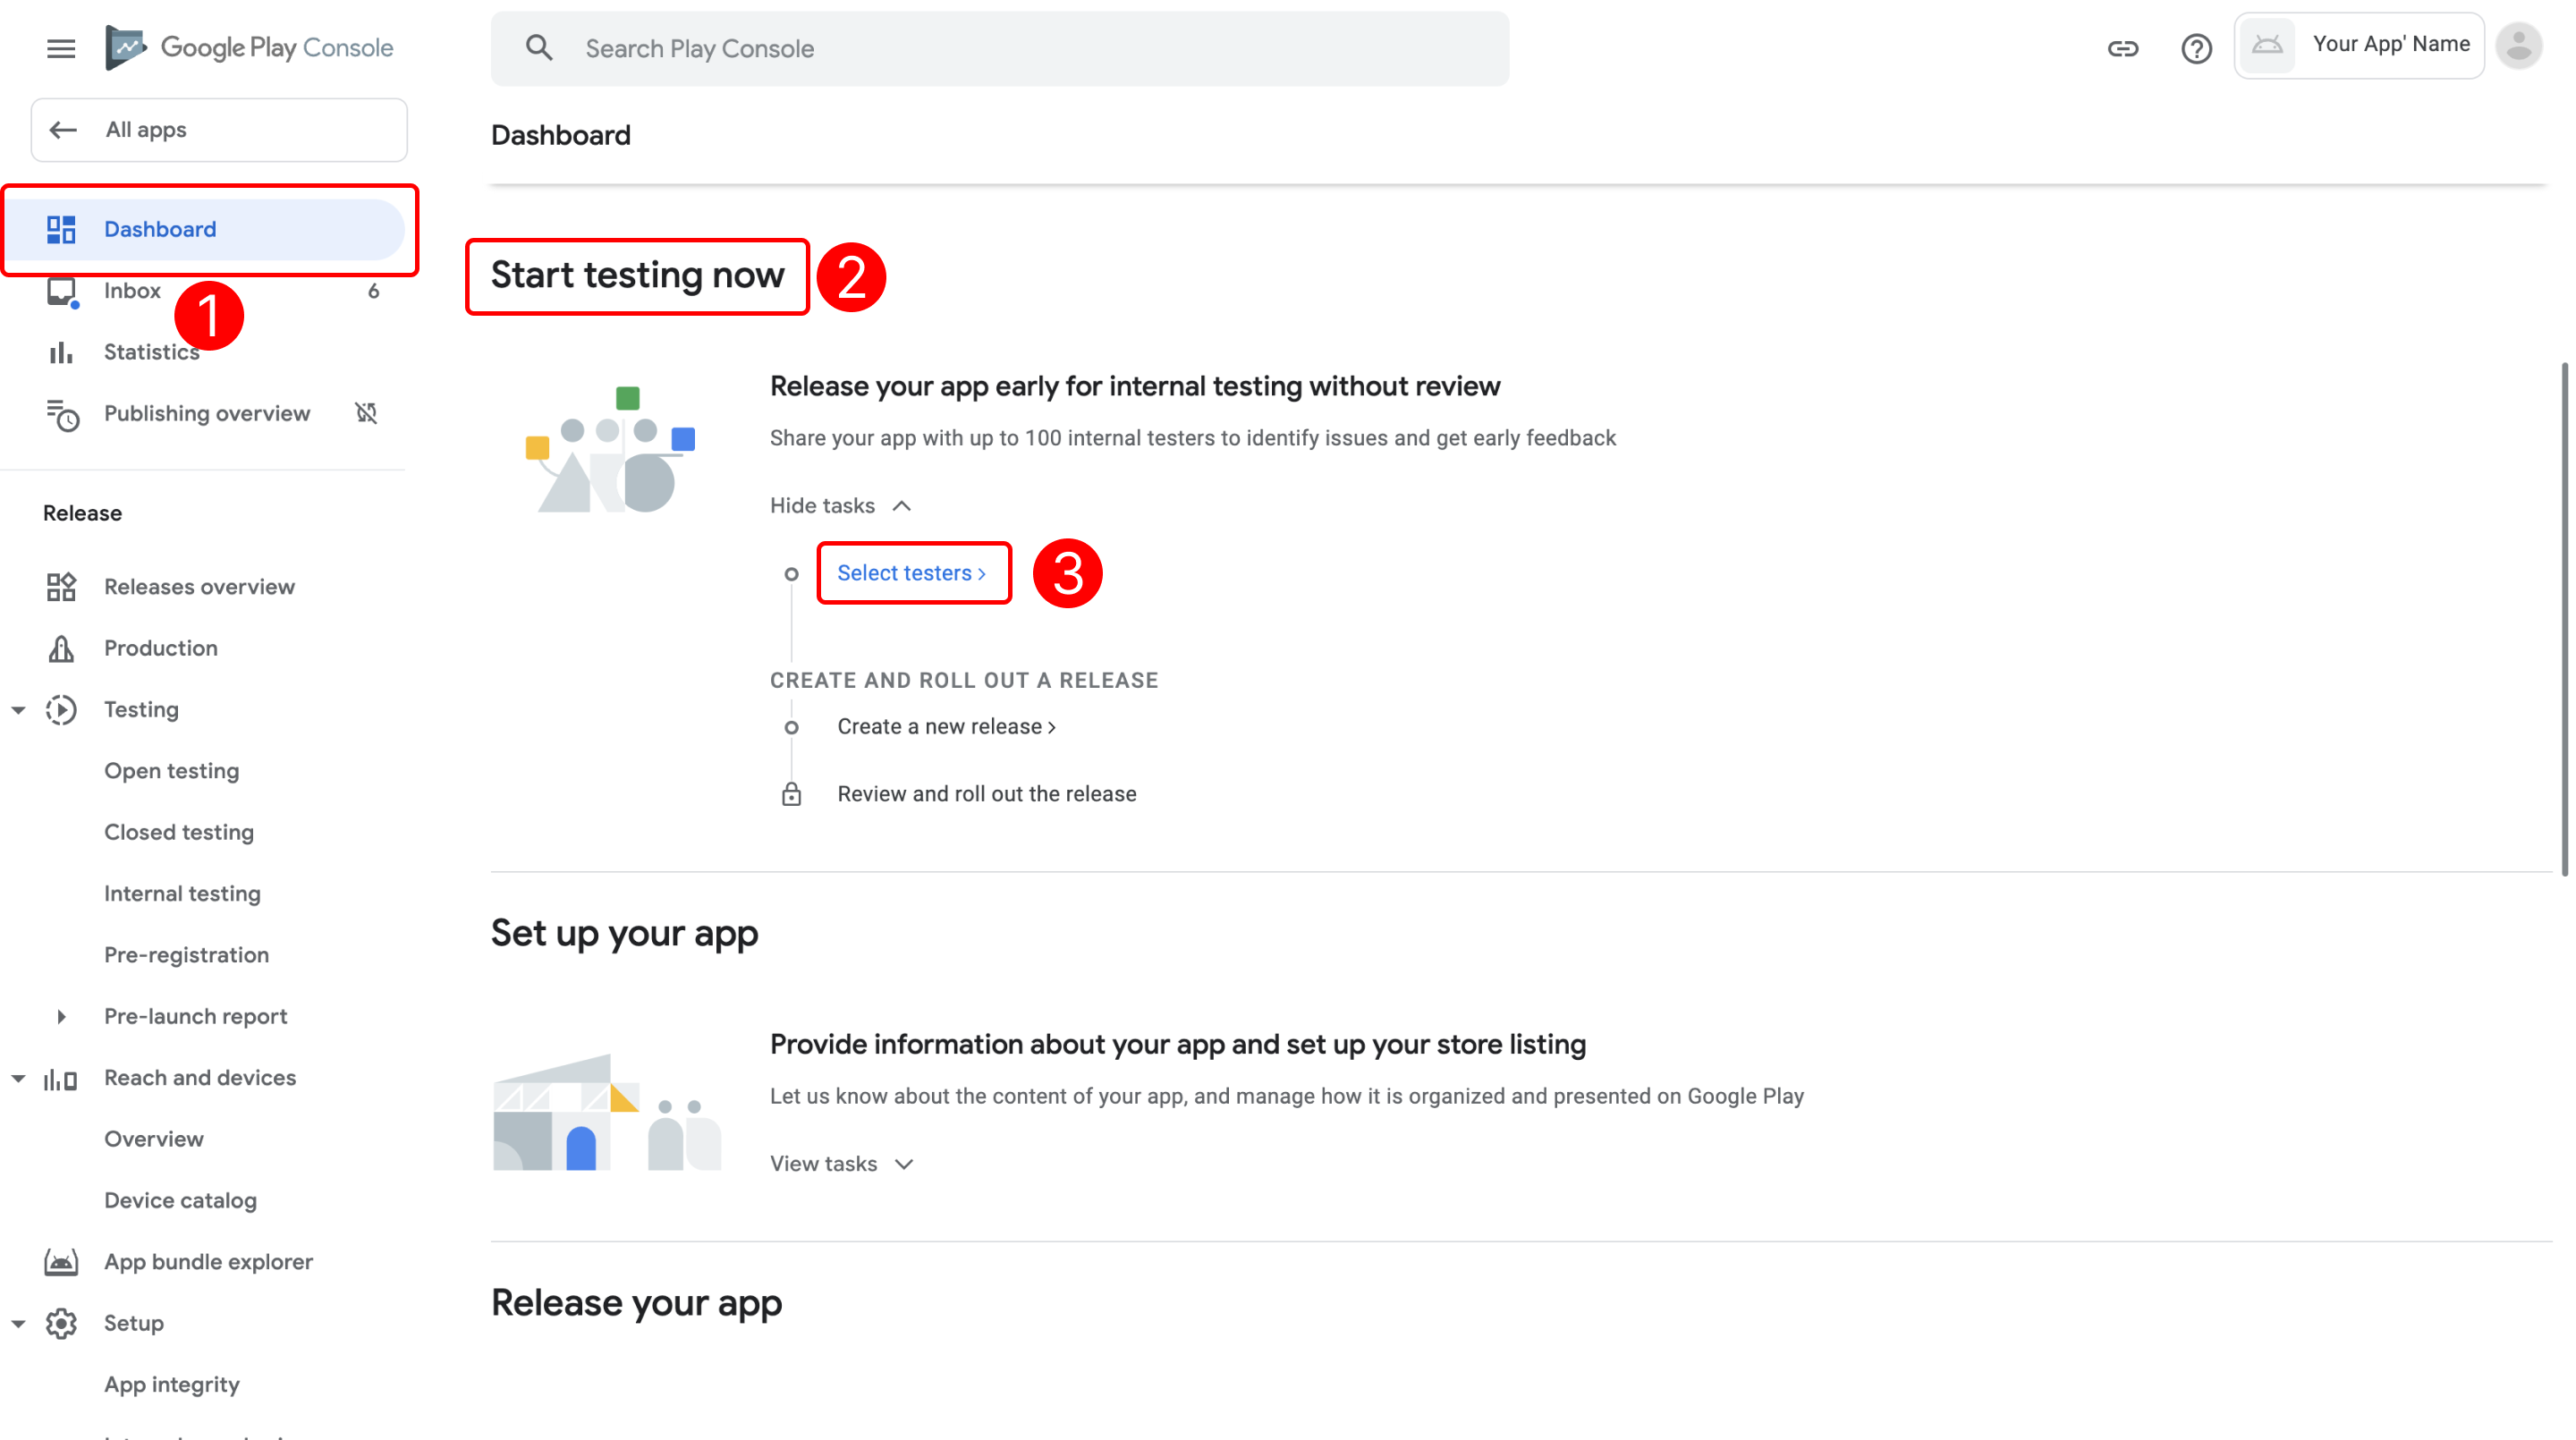 Google Play Console
Search Play Console
Your App' Name
All apps
Dashboard
Dashboard
1
Inbox 6
Statistics
Publishing overview
Release
Releases overview
Production
Testing
Open testing
Closed testing
Internal testing
Pre-registration
Pre-launch report
Reach and devices
Overview
Device catalog
App bundle explorer
Setup
App integrity
Start testing now
2
Release your app early for internal testing without review
Share your app with up to 100 internal testers to identify issues and get early feedback
Hide tasks
Select testers >
3
CREATE AND ROLL OUT A RELEASE
Create a new release >
Review and roll out the release
Set up your app
Provide information about your app and set up your store listing
Let us know about the content of your app, and manage how it is organized and presented on Google Play
View tasks
Release your app